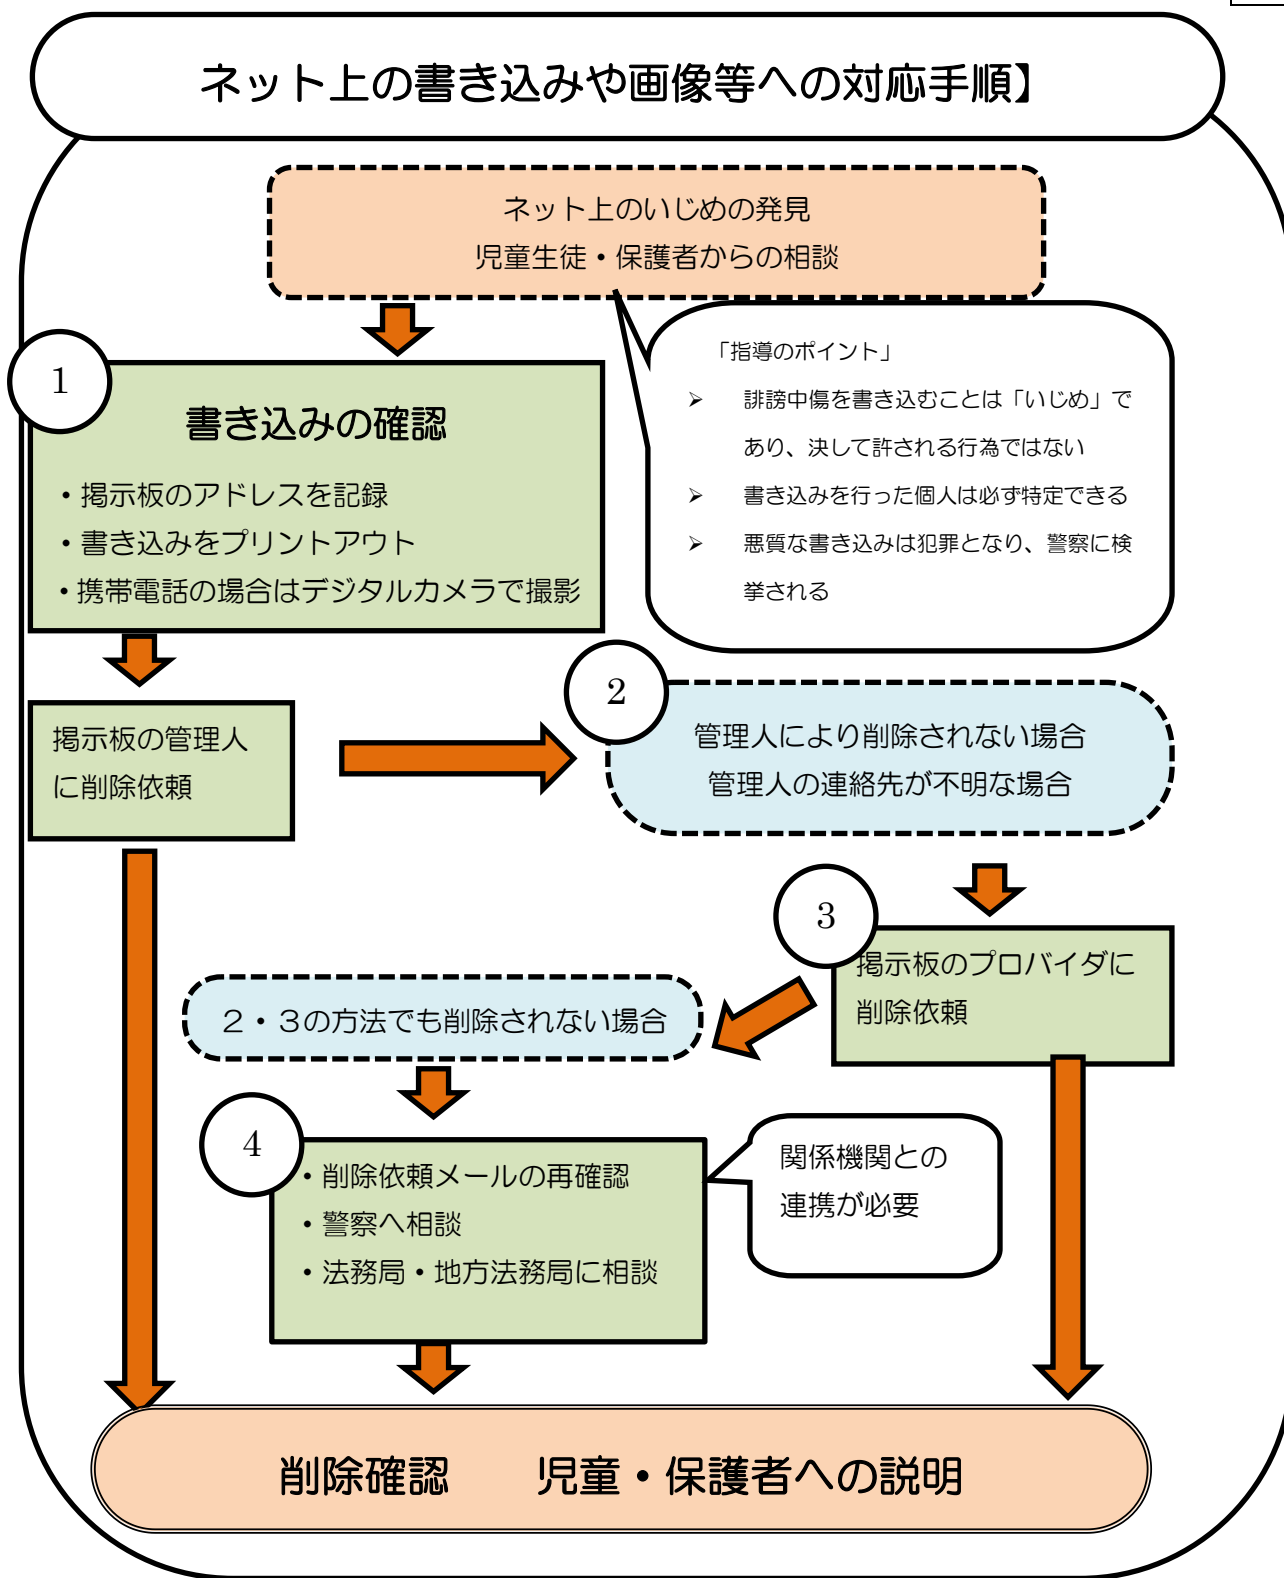 ネット上の書き込みや画像等への対応手順】
ネット上のいじめの発見
児童生徒・保護者からの相談
「指導のポイント」
➢ 誹謗中傷を書き込むことは「いじめ」で
あり、決して許される行為ではない
➢ 書き込みを行った個人は必ず特定できる
➢ 悪質な書き込みは犯罪となり、警察に検
挙される
1
書き込みの確認
・掲示板のアドレスを記録
・書き込みをプリントアウト
・携帯電話の場合はデジタルカメラで撮影
掲示板の管理人
に削除依頼
2
管理人により削除されない場合
管理人の連絡先が不明な場合
3
掲示板のプロバイダに
削除依頼
２・３の方法でも削除されない場合
4
・削除依頼メールの再確認
・警察へ相談
・法務局・地方法務局に相談
関係機関との
連携が必要
削除確認　　児童・保護者への説明